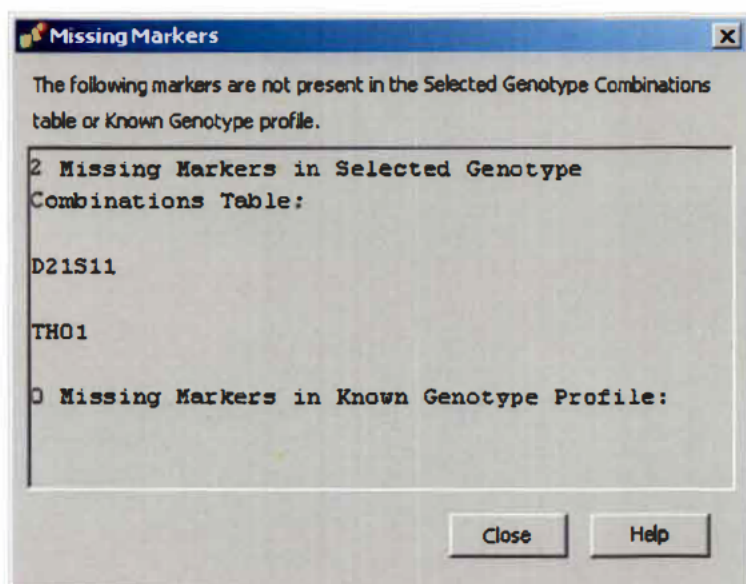 Missing Markers
The following markers are not present in the Selected Genotype Combinations
table or Known Genotype profile.
2 Missing Markers in Selected Genotype
Combinations Table:
D21S11
TH01
0 Missing Markers in Known Genotype Profile:
Close Help